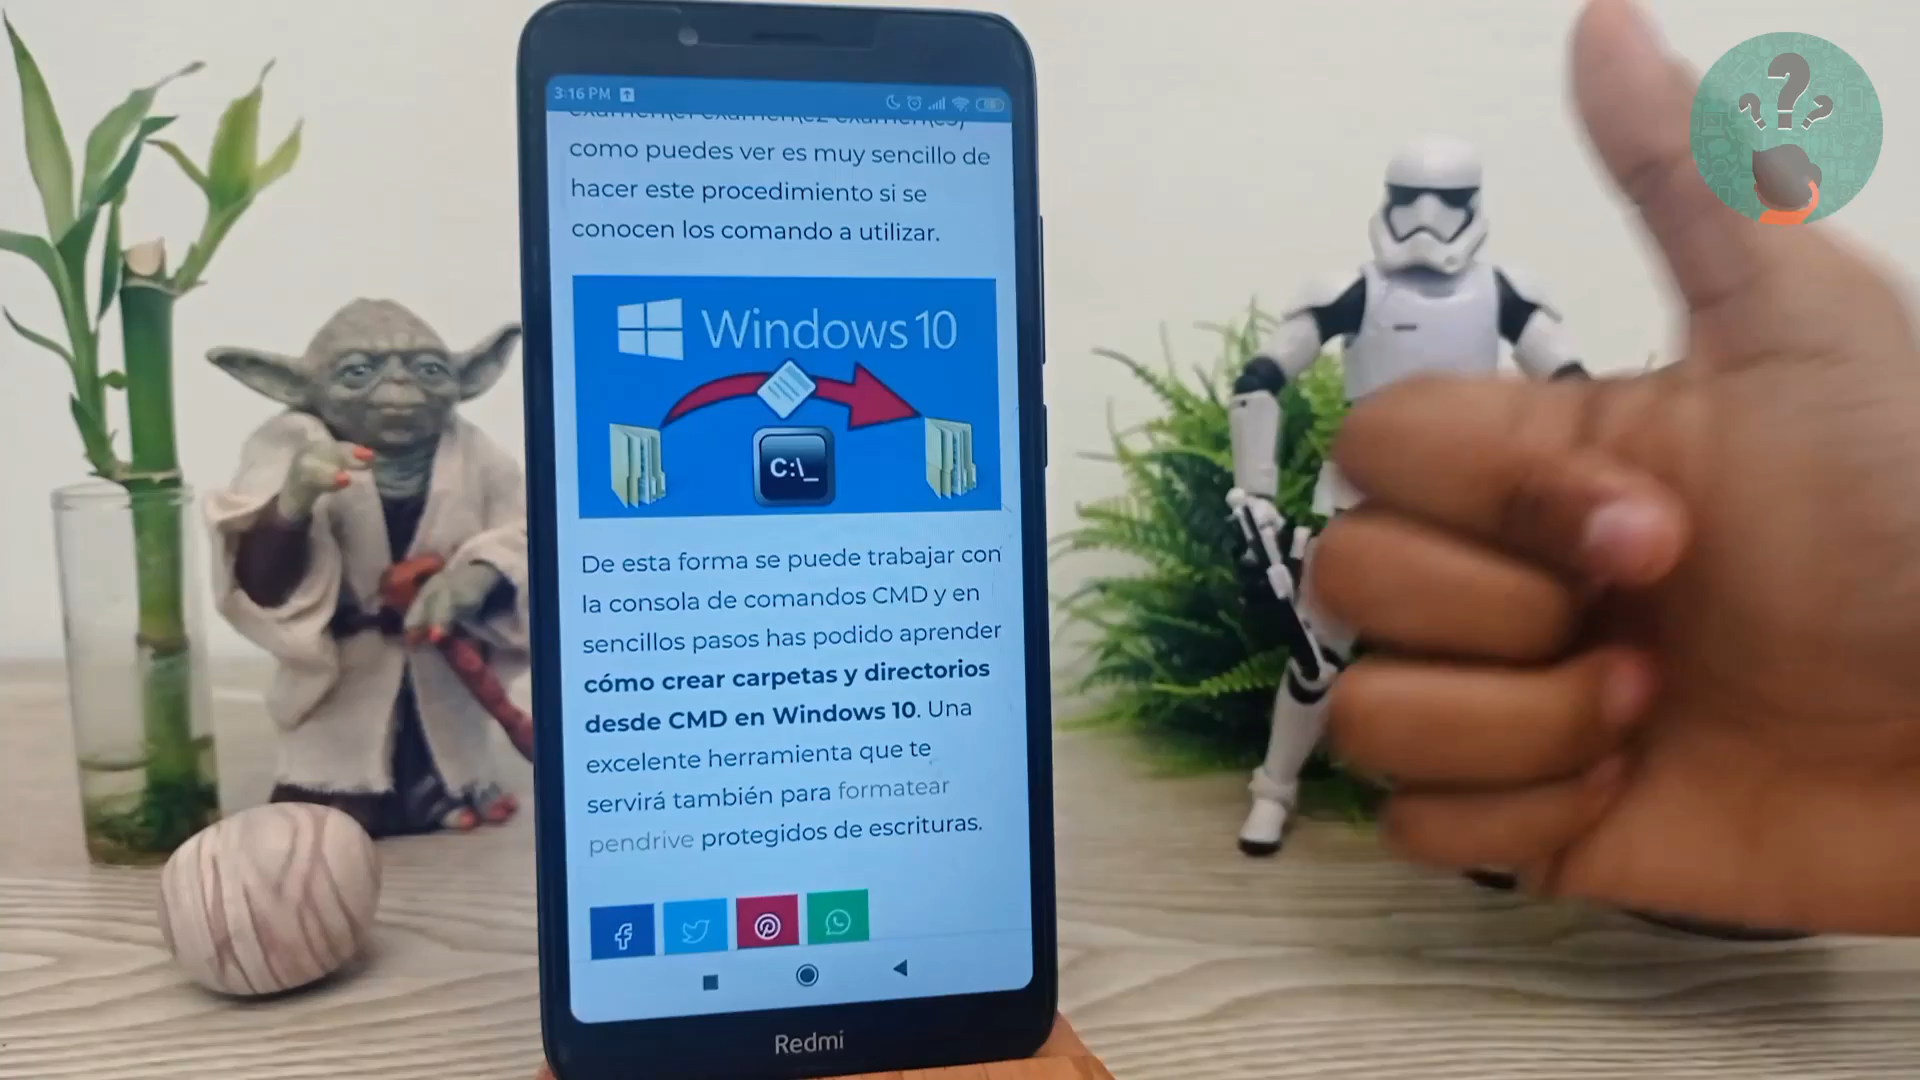 3:16 PM
como puedes ver es muy sencillo de
hacer este procedimiento si se
conocen los comando a utilizar.
Windows 10
C:\_
De esta forma se puede trabajar con
la consola de comandos CMD y en
sencillos pasos has podido aprender
cómo crear carpetas y directorios
desde CMD en Windows 10. Una
excelente herramienta que te
servirá también para formatear
pendrive protegidos de escrituras.
Redmi